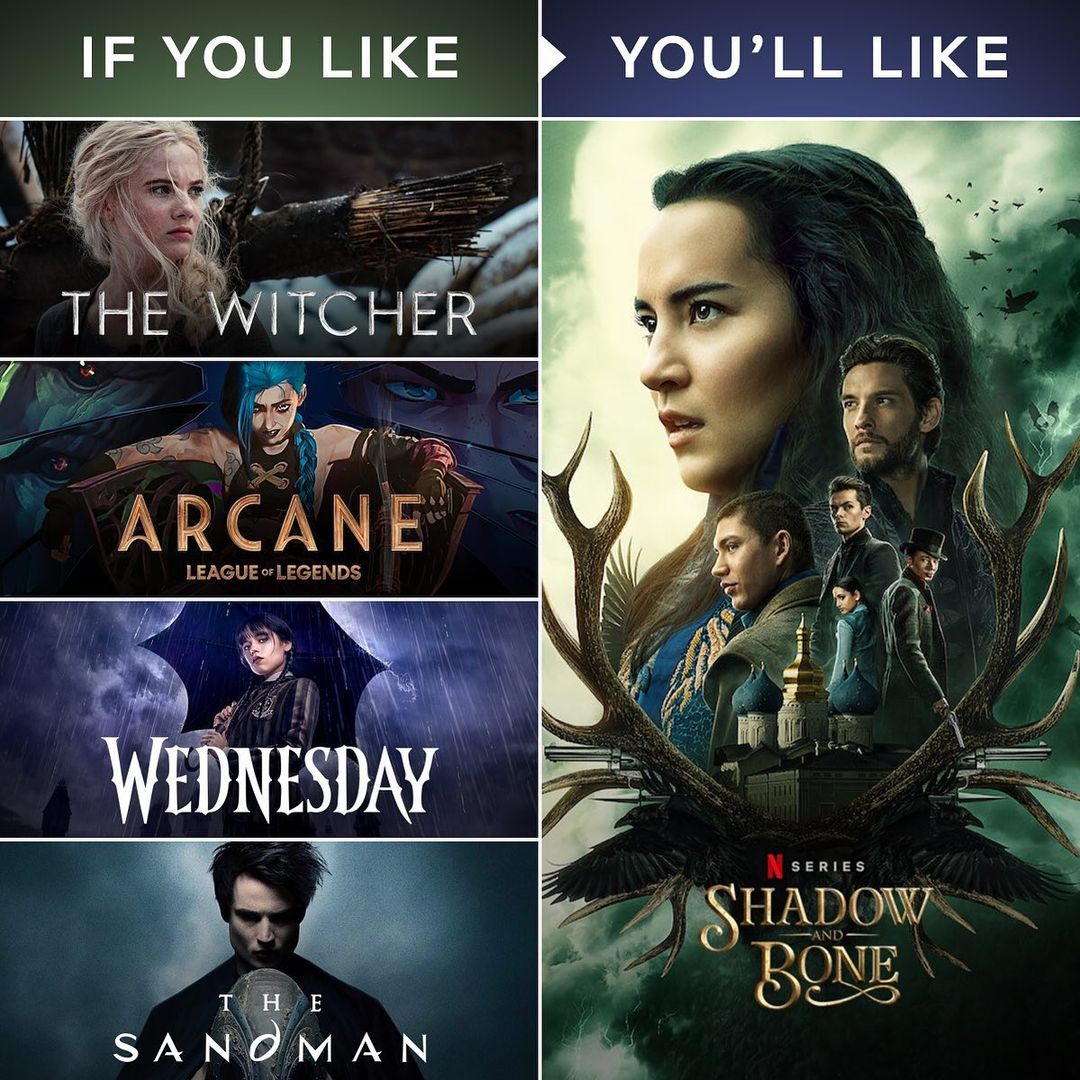 IF YOU LIKE
YOU'LL LIKE
THE WITCHER
ARCANE
LEAGUE OF LEGENDS
WEDNESDAY
THE
SANDMAN
N SERIES
SHADOW
AND
BONE